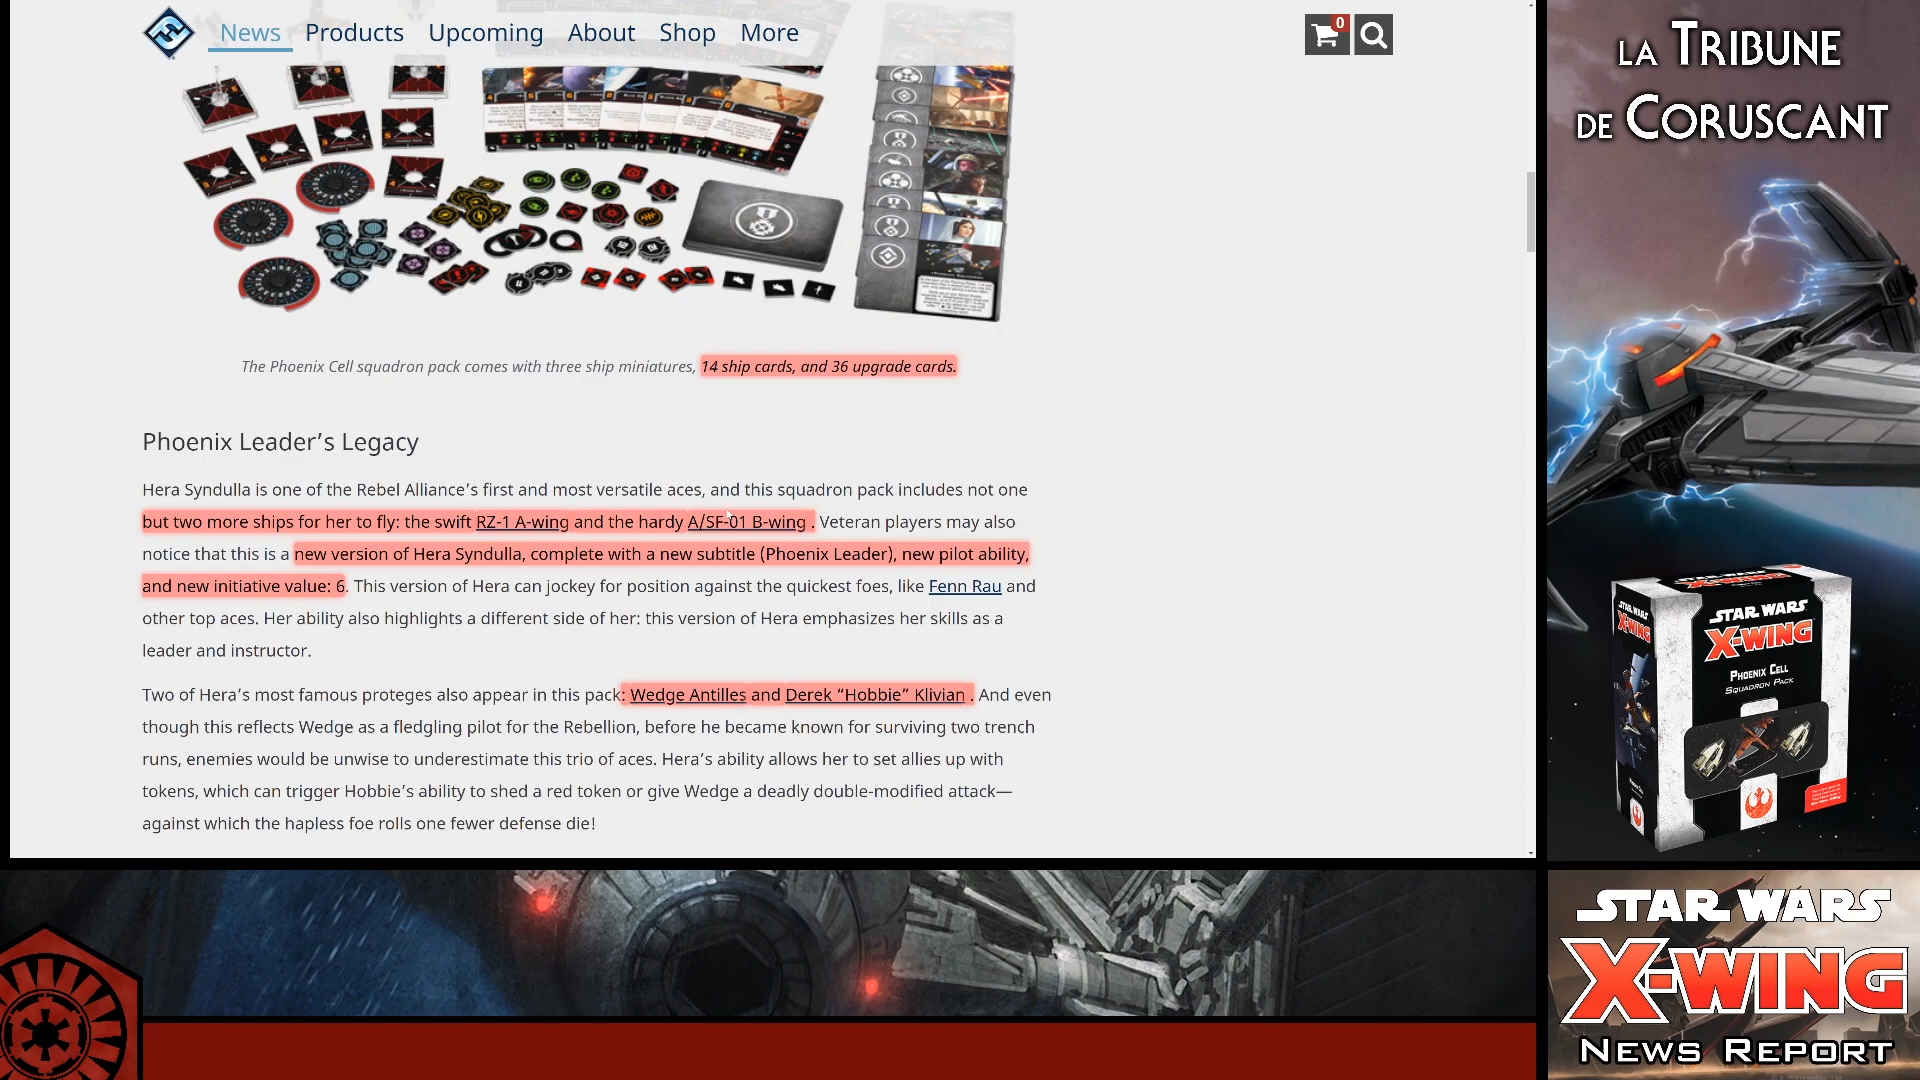 News Products Upcoming About Shop More
0
The Phoenix Cell squadron pack comes with three ship miniatures, 14 ship cards, and 36 upgrade cards.
Phoenix Leader’s Legacy
Hera Syndulla is one of the Rebel Alliance’s first and most versatile aces, and this squadron pack includes not one
but two more ships for her to fly: the swift RZ-1 A-wing and the hardy A/SF-01 B-wing . Veteran players may also
notice that this is a new version of Hera Syndulla, complete with a new subtitle (Phoenix Leader), new pilot ability,
and new initiative value: 6. This version of Hera can jockey for position against the quickest foes, like Fenn Rau and
other top aces. Her ability also highlights a different side of her: this version of Hera emphasizes her skills as a
leader and instructor.
Two of Hera’s most famous proteges also appear in this pack: Wedge Antilles and Derek “Hobbie” Klivian . And even
though this reflects Wedge as a fledgling pilot for the Rebellion, before he became known for surviving two trench
runs, enemies would be unwise to underestimate this trio of aces. Hera’s ability allows her to set allies up with
tokens, which can trigger Hobbie’s ability to shed a red token or give Wedge a deadly double-modified attack—
against which the hapless foe rolls one fewer defense die!
LA TRIBUNE
DE CORUSCANT
STAR WARS
X-WING
STAR WARS
X-WING
PHOENIX CELL
SQUADRON PACK
STAR WARS
X-WING
NEWS REPORT